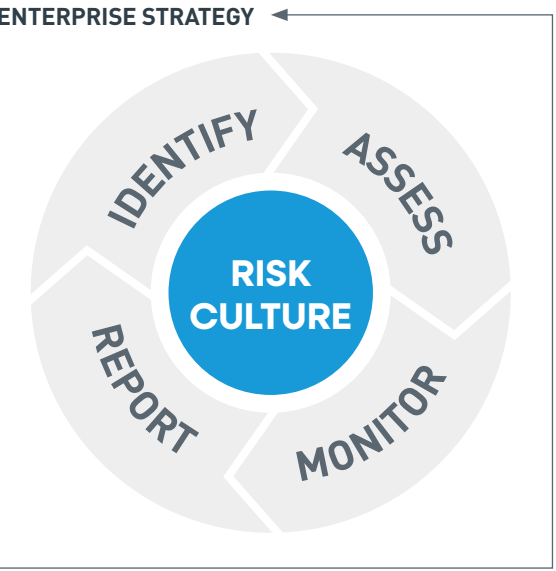 ENTERPRISE STRATEGY
IDENTIFY
ASSESS
RISK
CULTURE
REPORT
MONITOR